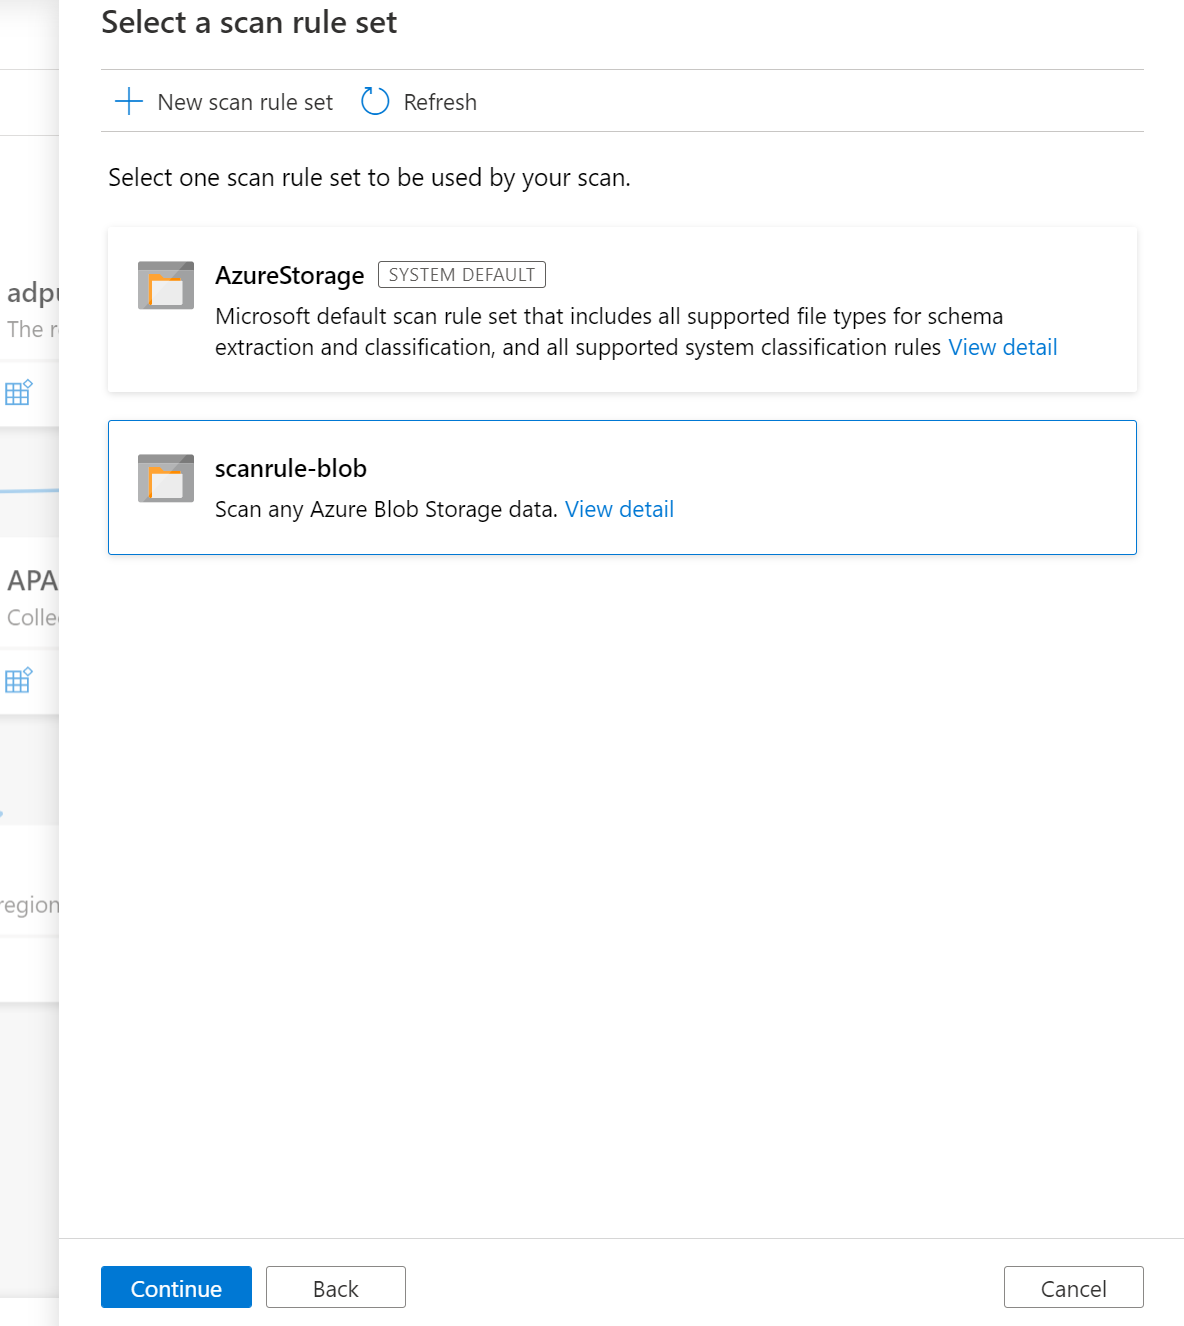 Select a scan rule set
New scan rule set
Refresh
Select one scan rule set to be used by your scan.
AzureStorage SYSTEM DEFAULT
Microsoft default scan rule set that includes all supported file types for schema
extraction and classification, and all supported system classification rules View detail
scanrule-blob
Scan any Azure Blob Storage data. View detail
The
APA
region
Continue
Back
Cancel